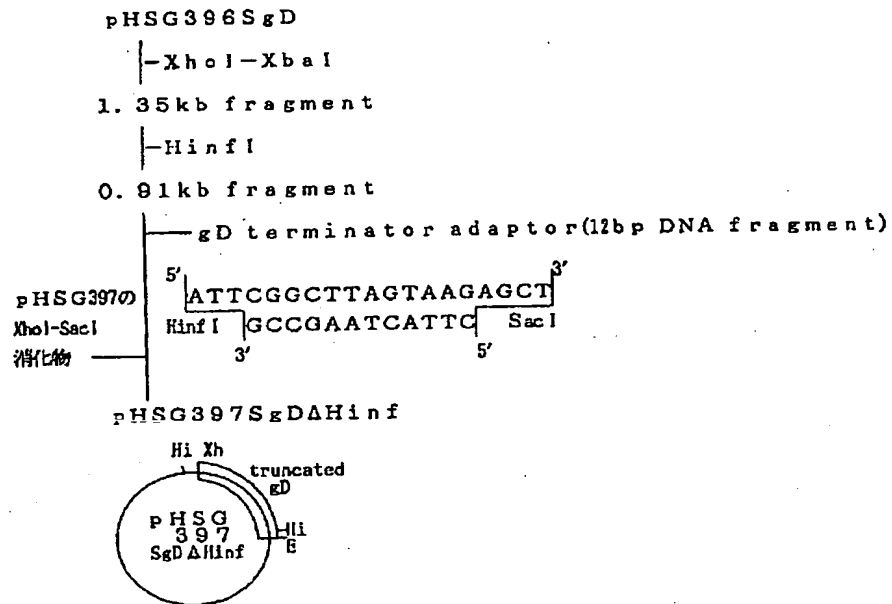 pHSG396SgD
XhoI-XbaI
1.35kb fragment
HinfI
0.91kb fragment
gD terminator adaptor(12bp DNA fragment)
5′ 3′
ATTCGGCTTAGTAAGAGCT
HinfI GCCGAATCATTC SacI
3′ 5′
pHSG397の
XhoI-SacI
消化物
pHSG397SgDΔHinf
Hi Xh
truncated
gD
pHSG
397
SgDΔHinf
Hi
E